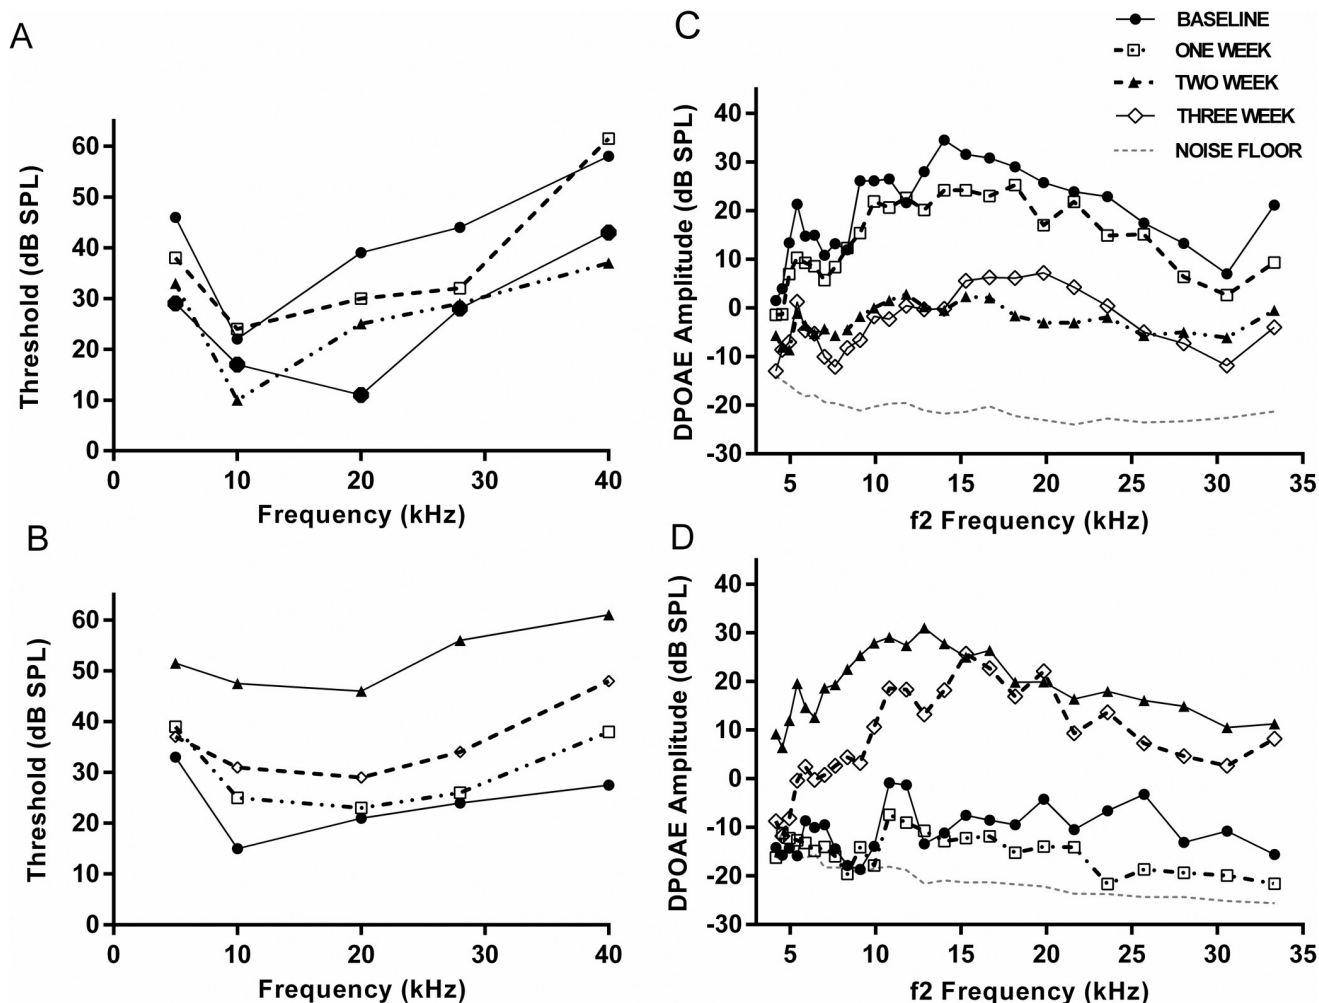 A
Threshold (dB SPL)
60
50
40
30
20
10
0
0 10 20 30 40
Frequency (kHz)
B
Threshold (dB SPL)
60
50
40
30
20
10
0
0 10 20 30 40
Frequency (kHz)
C
BASELINE
ONE WEEK
TWO WEEK
THREE WEEK
NOISE FLOOR
DPOAE Amplitude (dB SPL)
40
30
20
10
0
-10
-20
-30
5 10 15 20 25 30 35
f2 Frequency (kHz)
D
DPOAE Amplitude (dB SPL)
40
30
20
10
0
-10
-20
-30
5 10 15 20 25 30 35
f2 Frequency (kHz)